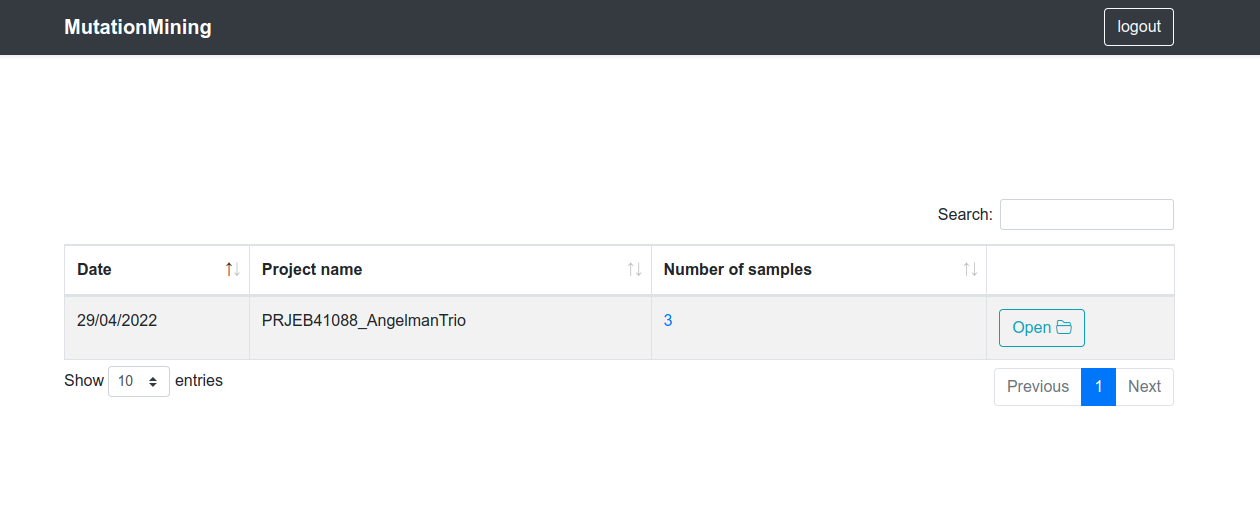 MutationMining logout
Search:
Date Project name Number of samples
29/04/2022 PRJEB41088_AngelmanTrio 3 Open
Show 10 entries Previous 1 Next